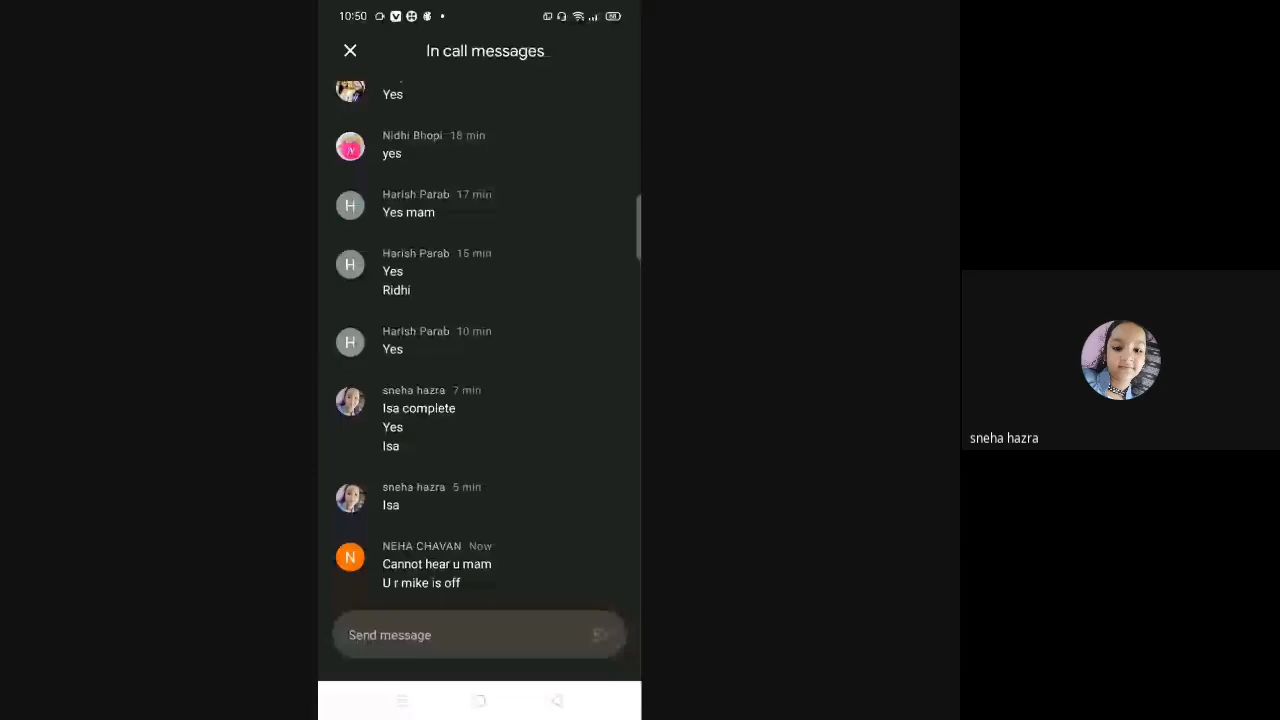 10:50
88
In call messages
Yes
Nidhi Bhopi 18 min
yes
Harish Parab 17 min
Yes mam
Harish Parab 15 min
Yes
Ridhi
Harish Parab 10 min
Yes
sneha hazra 7 min
Isa complete
Yes
Isa
sneha hazra 5 min
Isa
NEHA CHAVAN Now
Cannot hear u mam
U r mike is off
Send message
H
H
H
N
sneha hazra